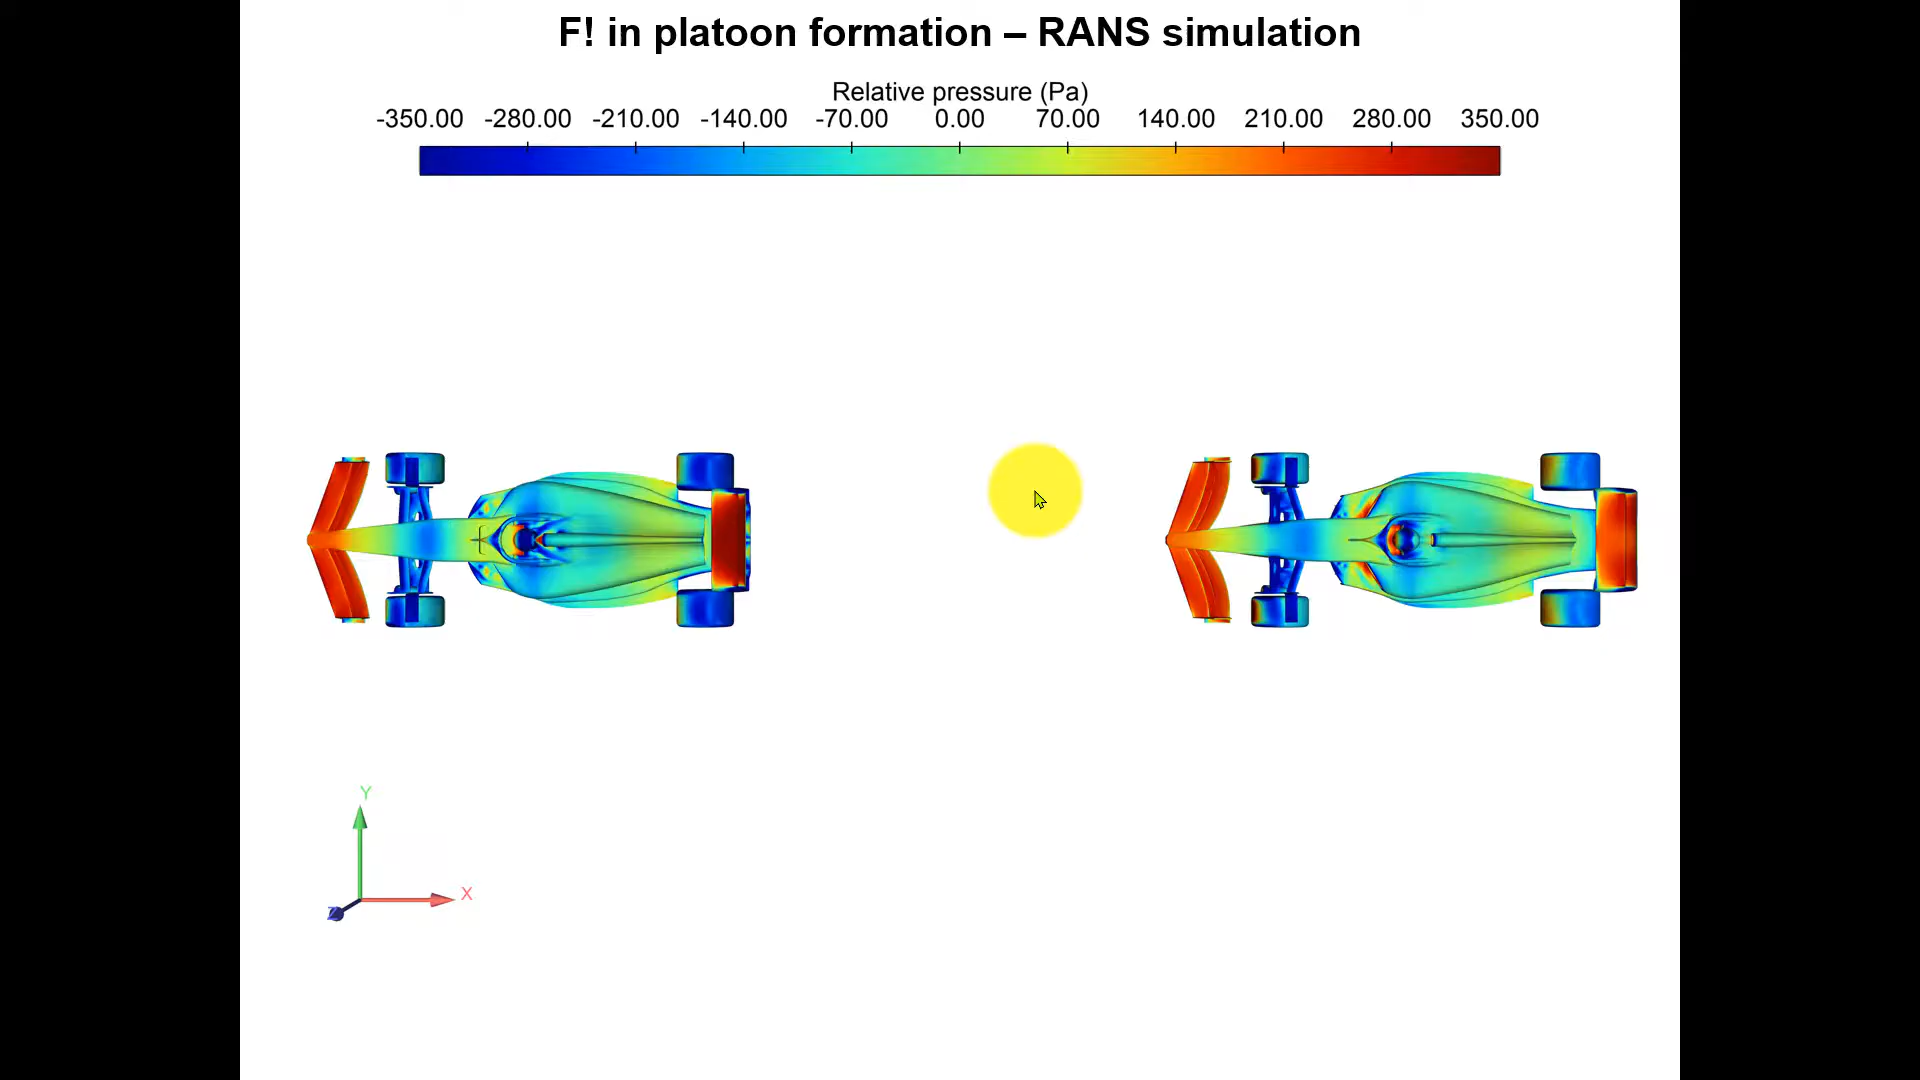 F! in platoon formation – RANS simulation
Relative pressure (Pa)
-350.00 -280.00 -210.00 -140.00 -70.00 0.00 70.00 140.00 210.00 280.00 350.00
Y
X
Z